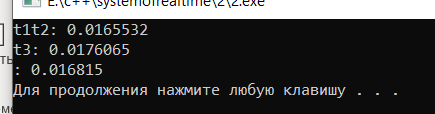 E:\c++\systemofrealtime\2\2.exe
t1t2: 0.0165532
t3: 0.0176065
: 0.016815
Для продолжения нажмите любую клавишу . . .